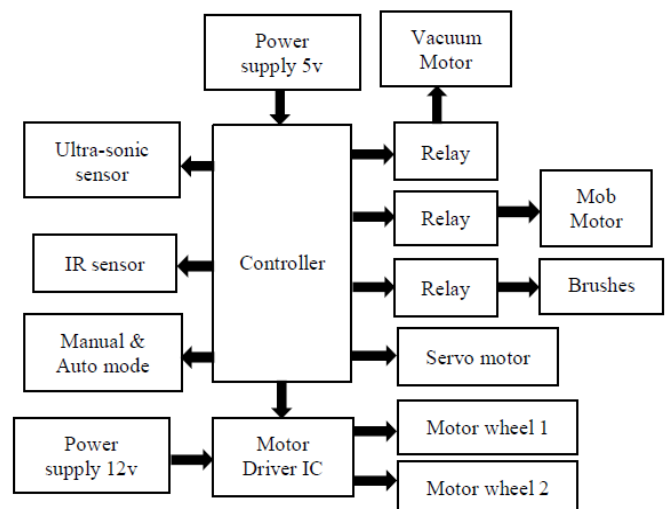 Power
supply 5v
Vacuum
Motor
Ultra-sonic
sensor
Relay
Relay
Mob
Motor
IR sensor
Controller
Relay
Brushes
Manual &
Auto mode
Servo motor
Power
supply 12v
Motor
Driver IC
Motor wheel 1
Motor wheel 2